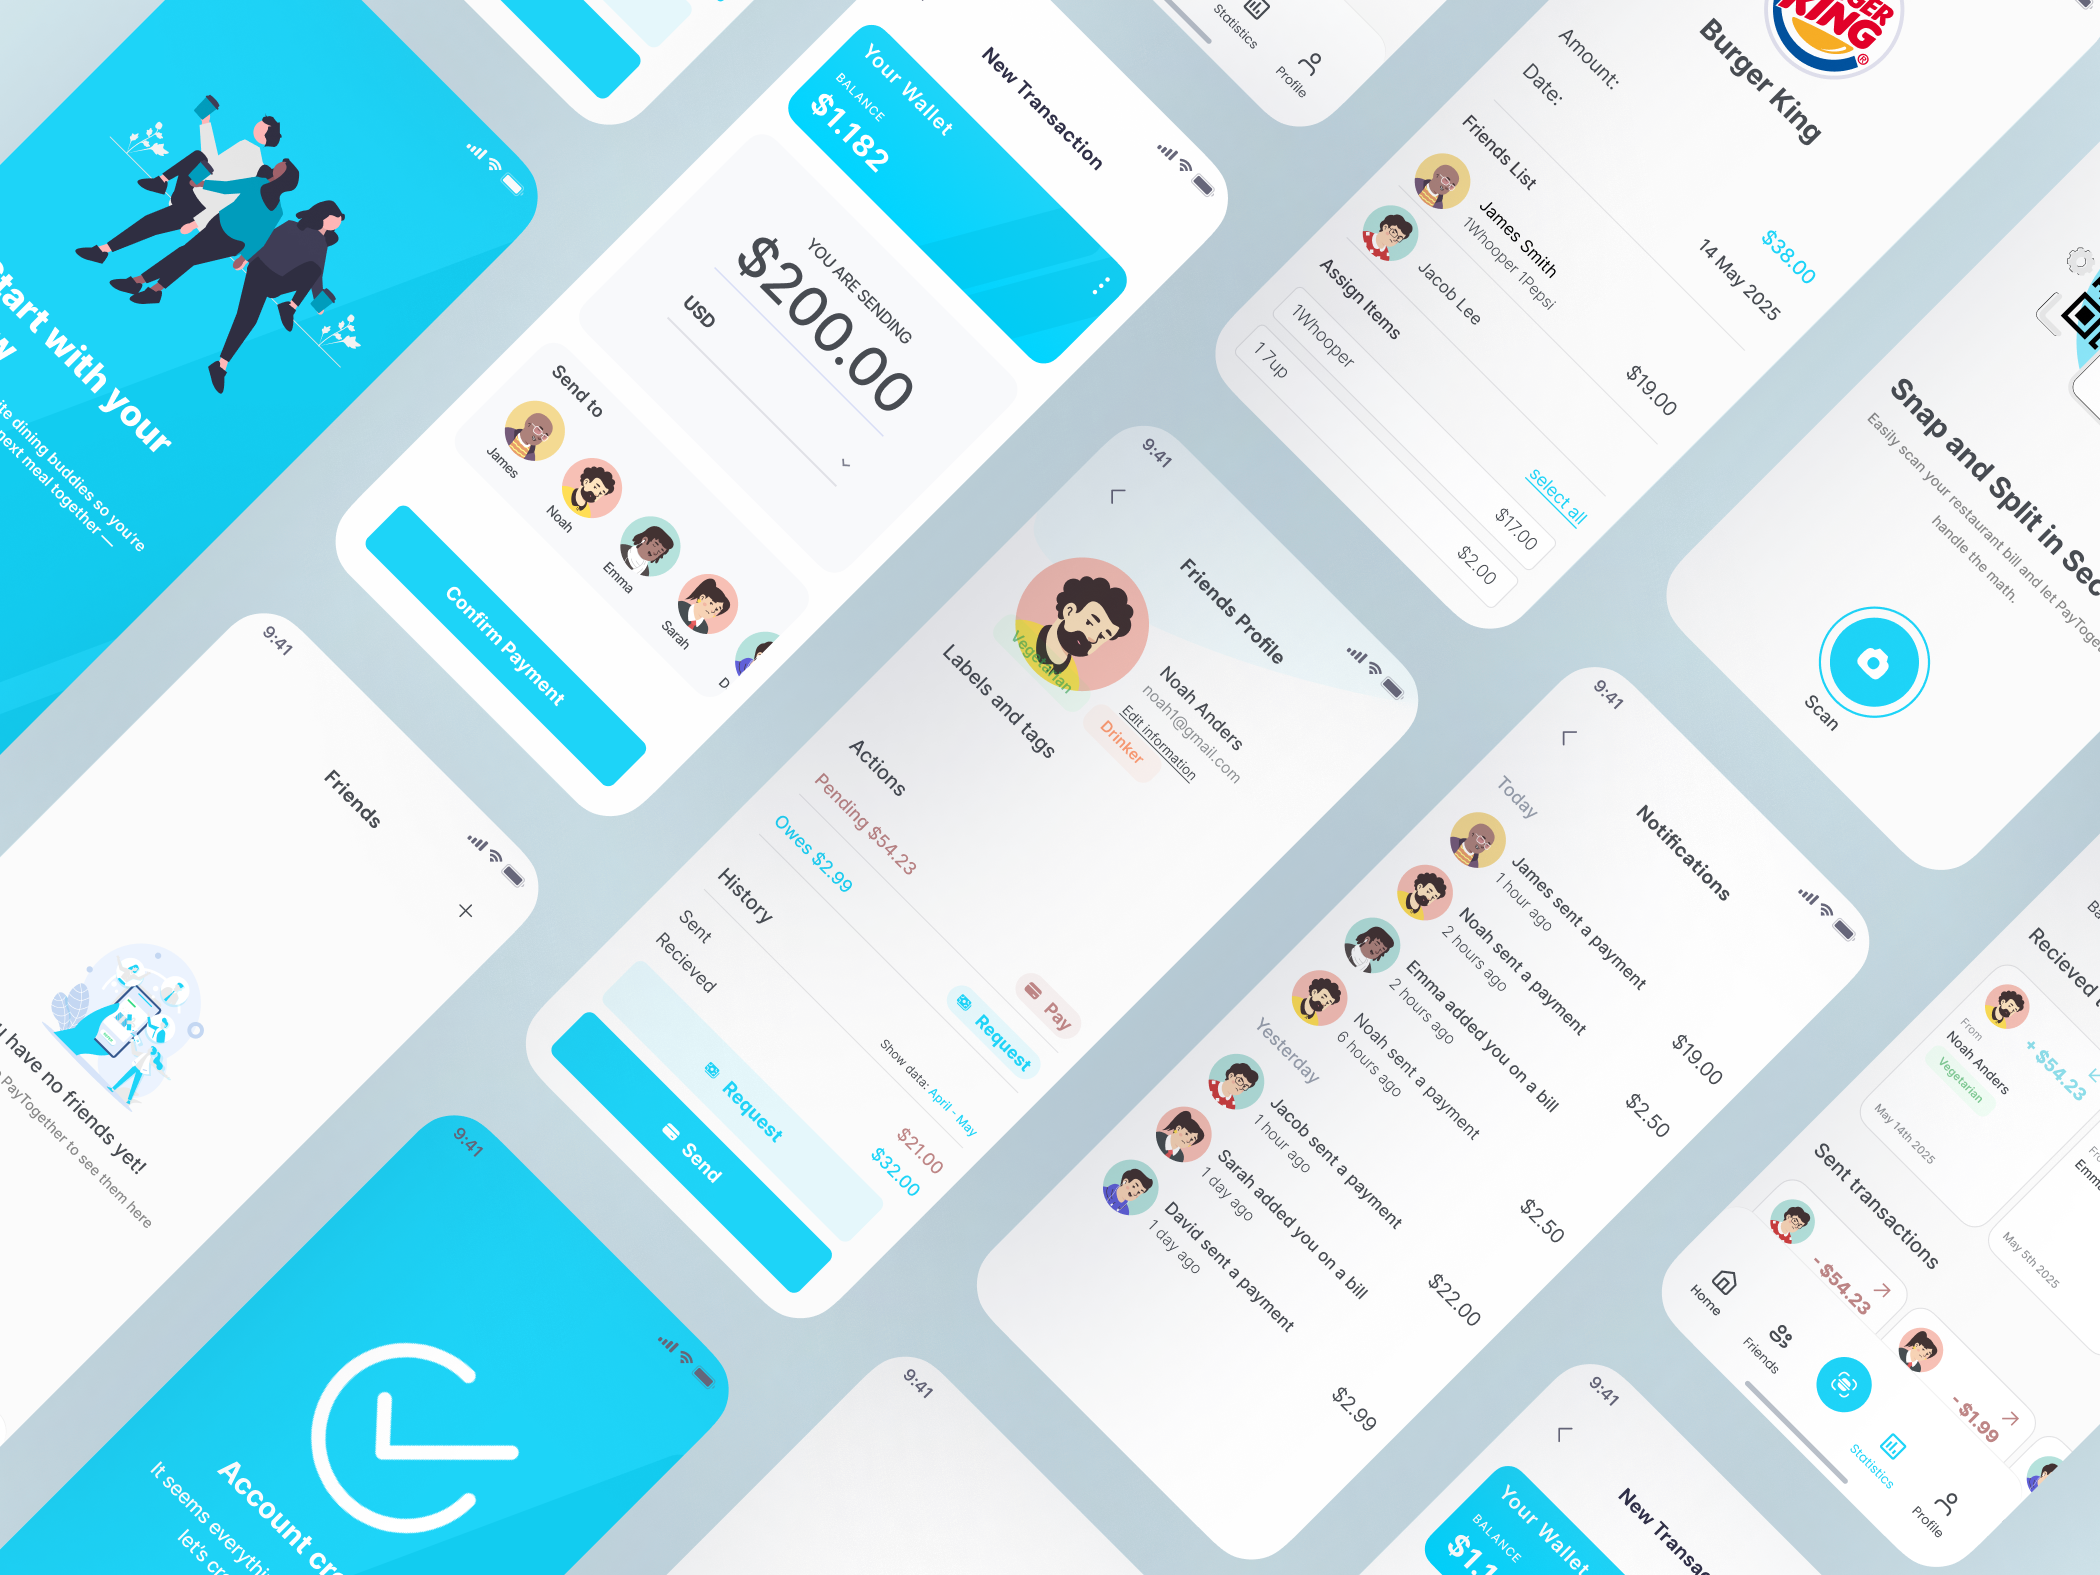 Start with your
dining buddies so you're
next meal together —
Your Wallet
BALANCE
$1.182
New Transaction
YOU ARE SENDING
$200.00
USD
Send to
James
Noah
Emma
Sarah
D
Confirm Payment
Statistics
Profile
BURGER
KING
®
Burger King
Amount:
$38.00
Date:
14 May 2025
Friends List
James Smith
1Whooper 1Pepsi
$19.00
Jacob Lee
Assign Items
select all
1Whooper
$17.00
1 7up
$2.00
Snap and Split in Sec
Easily scan your restaurant bill and let PayToge
handle the math.
Scan
9:41
Friends
have no friends yet!
PayTogether to see them here
9:41
Friends Profile
Noah Anders
noah1@gmail.com
Edit information
Labels and tags
Vegetarian
Drinker
Actions
Pending $54.23
Pay
Owes $2.99
Request
History
Show data: April - May
Sent
$21.00
Recieved
$32.00
Request
Send
9:41
Notifications
Today
James sent a payment
1 hour ago
$19.00
Noah sent a payment
2 hours ago
$2.50
Emma added you on a bill
2 hours ago
Noah sent a payment
6 hours ago
$2.50
Yesterday
Jacob sent a payment
1 hour ago
$22.00
Sarah added you on a bill
1 day ago
David sent a payment
1 day ago
$2.99
Ba
Recieved t
From
Noah Anders
+ $54.23
Vegetarian
May 14th 2025
Fro
Emma
May 5th 2025
Sent transactions
- $54.23
- $1.99
Home
Friends
Statistics
Profile
9:41
Account cre
It seems everythi
let's cr
9:41
9:41
New Transac
Your Wallet
BALANCE
$1.1